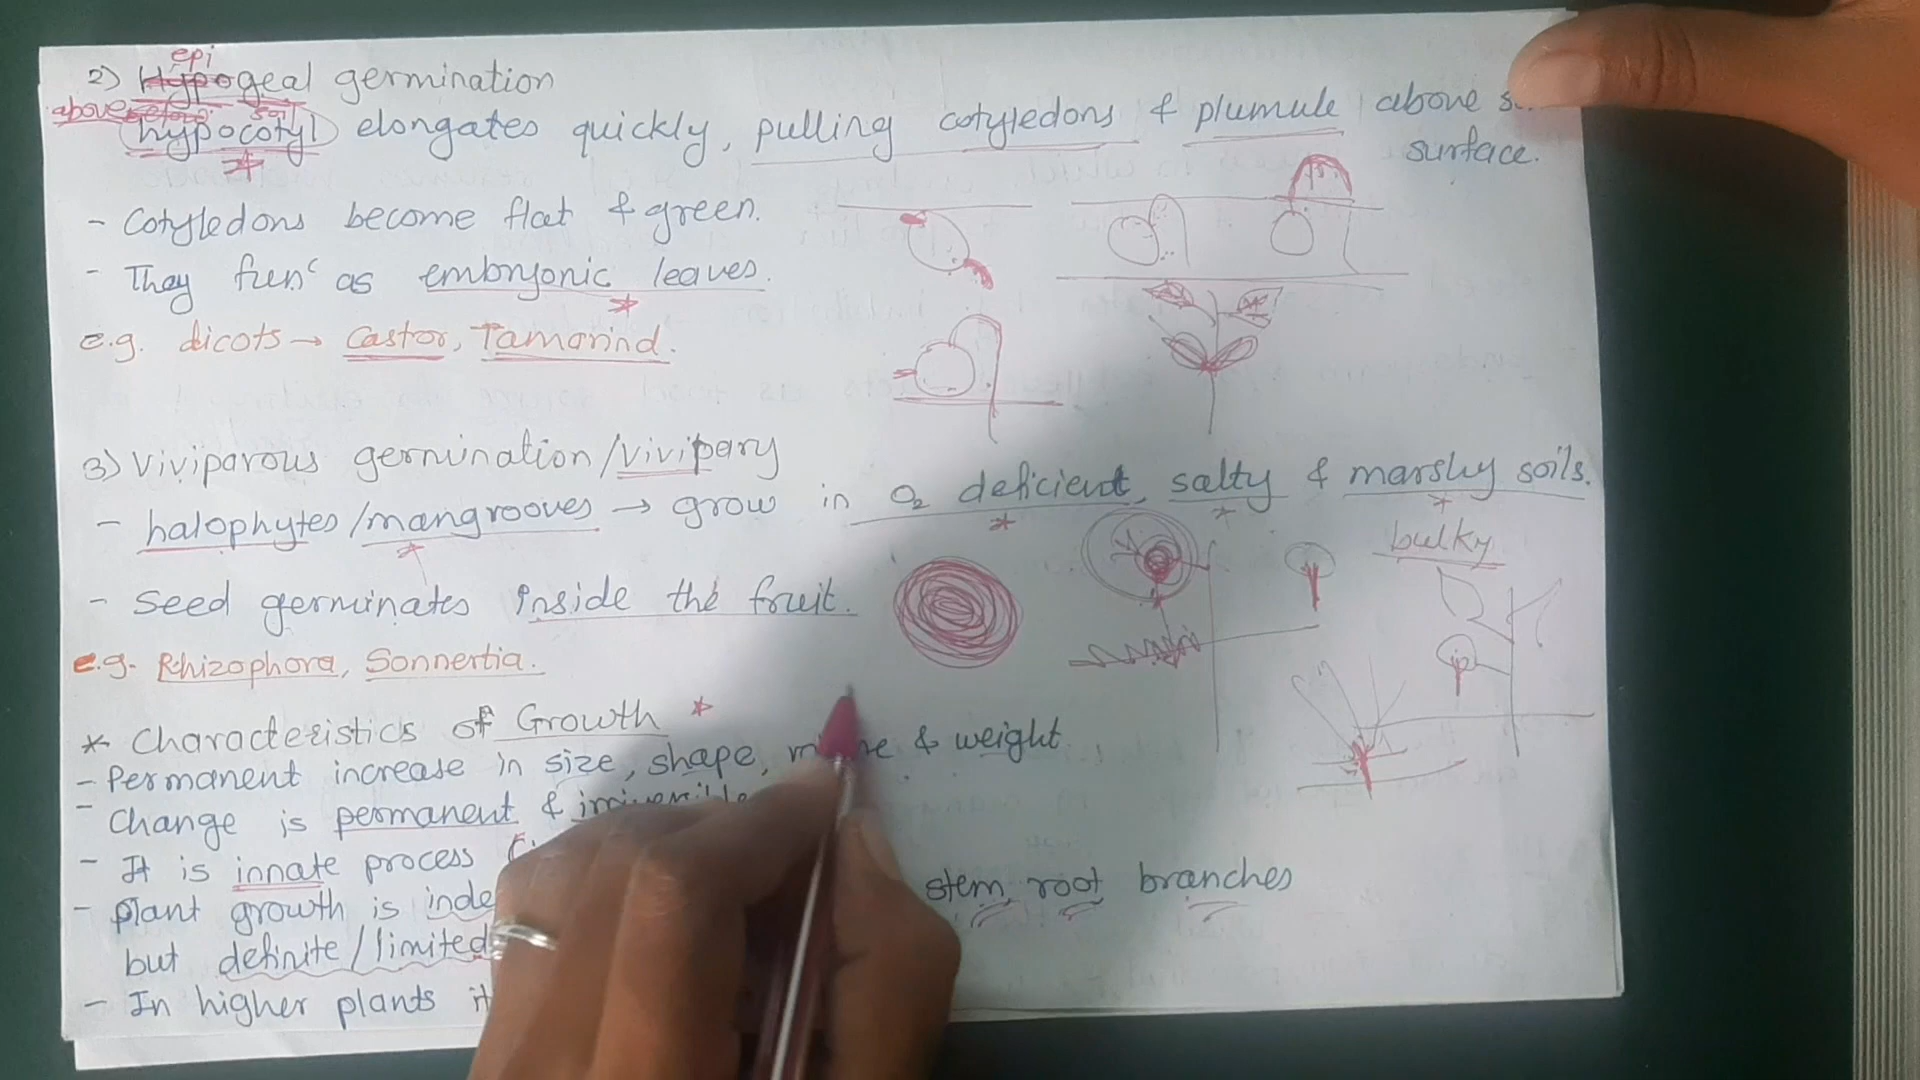 epi
2) Hypogeal germination
above before soil
hypocotyl elongates quickly, pulling cotyledons & plumule above
surface.
- Cotyledons become flat & green.
- They funᶜ as embryonic leaves.
e.g. dicots → Castor, Tamarind.
3) Viviparous germination/vivipary
- halophytes/mangrooves → grow in O₂ deficient, salty & marshy soils.
bulky
- Seed germinates inside the fruit.
e.g. Rhizophora, Sonnertia.
* Characteristics of Growth *
- Permanent increase in size, shape, & weight
- Change is permanent &
- It is innate process
- plant growth is stem, root branches
but definite/limited
- In higher plants it